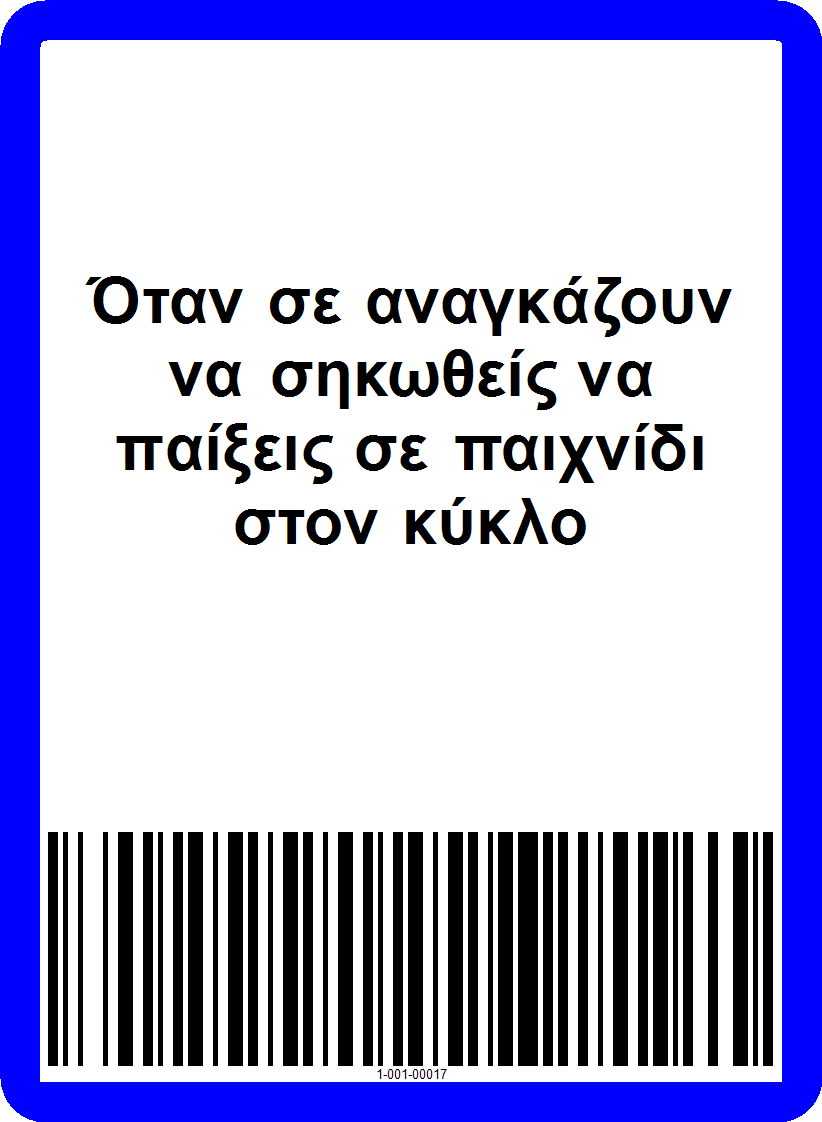 Όταν σε αναγκάζουν
να σηκωθείς να
παίξεις σε παιχνίδι
στον κύκλο
1-001-00017